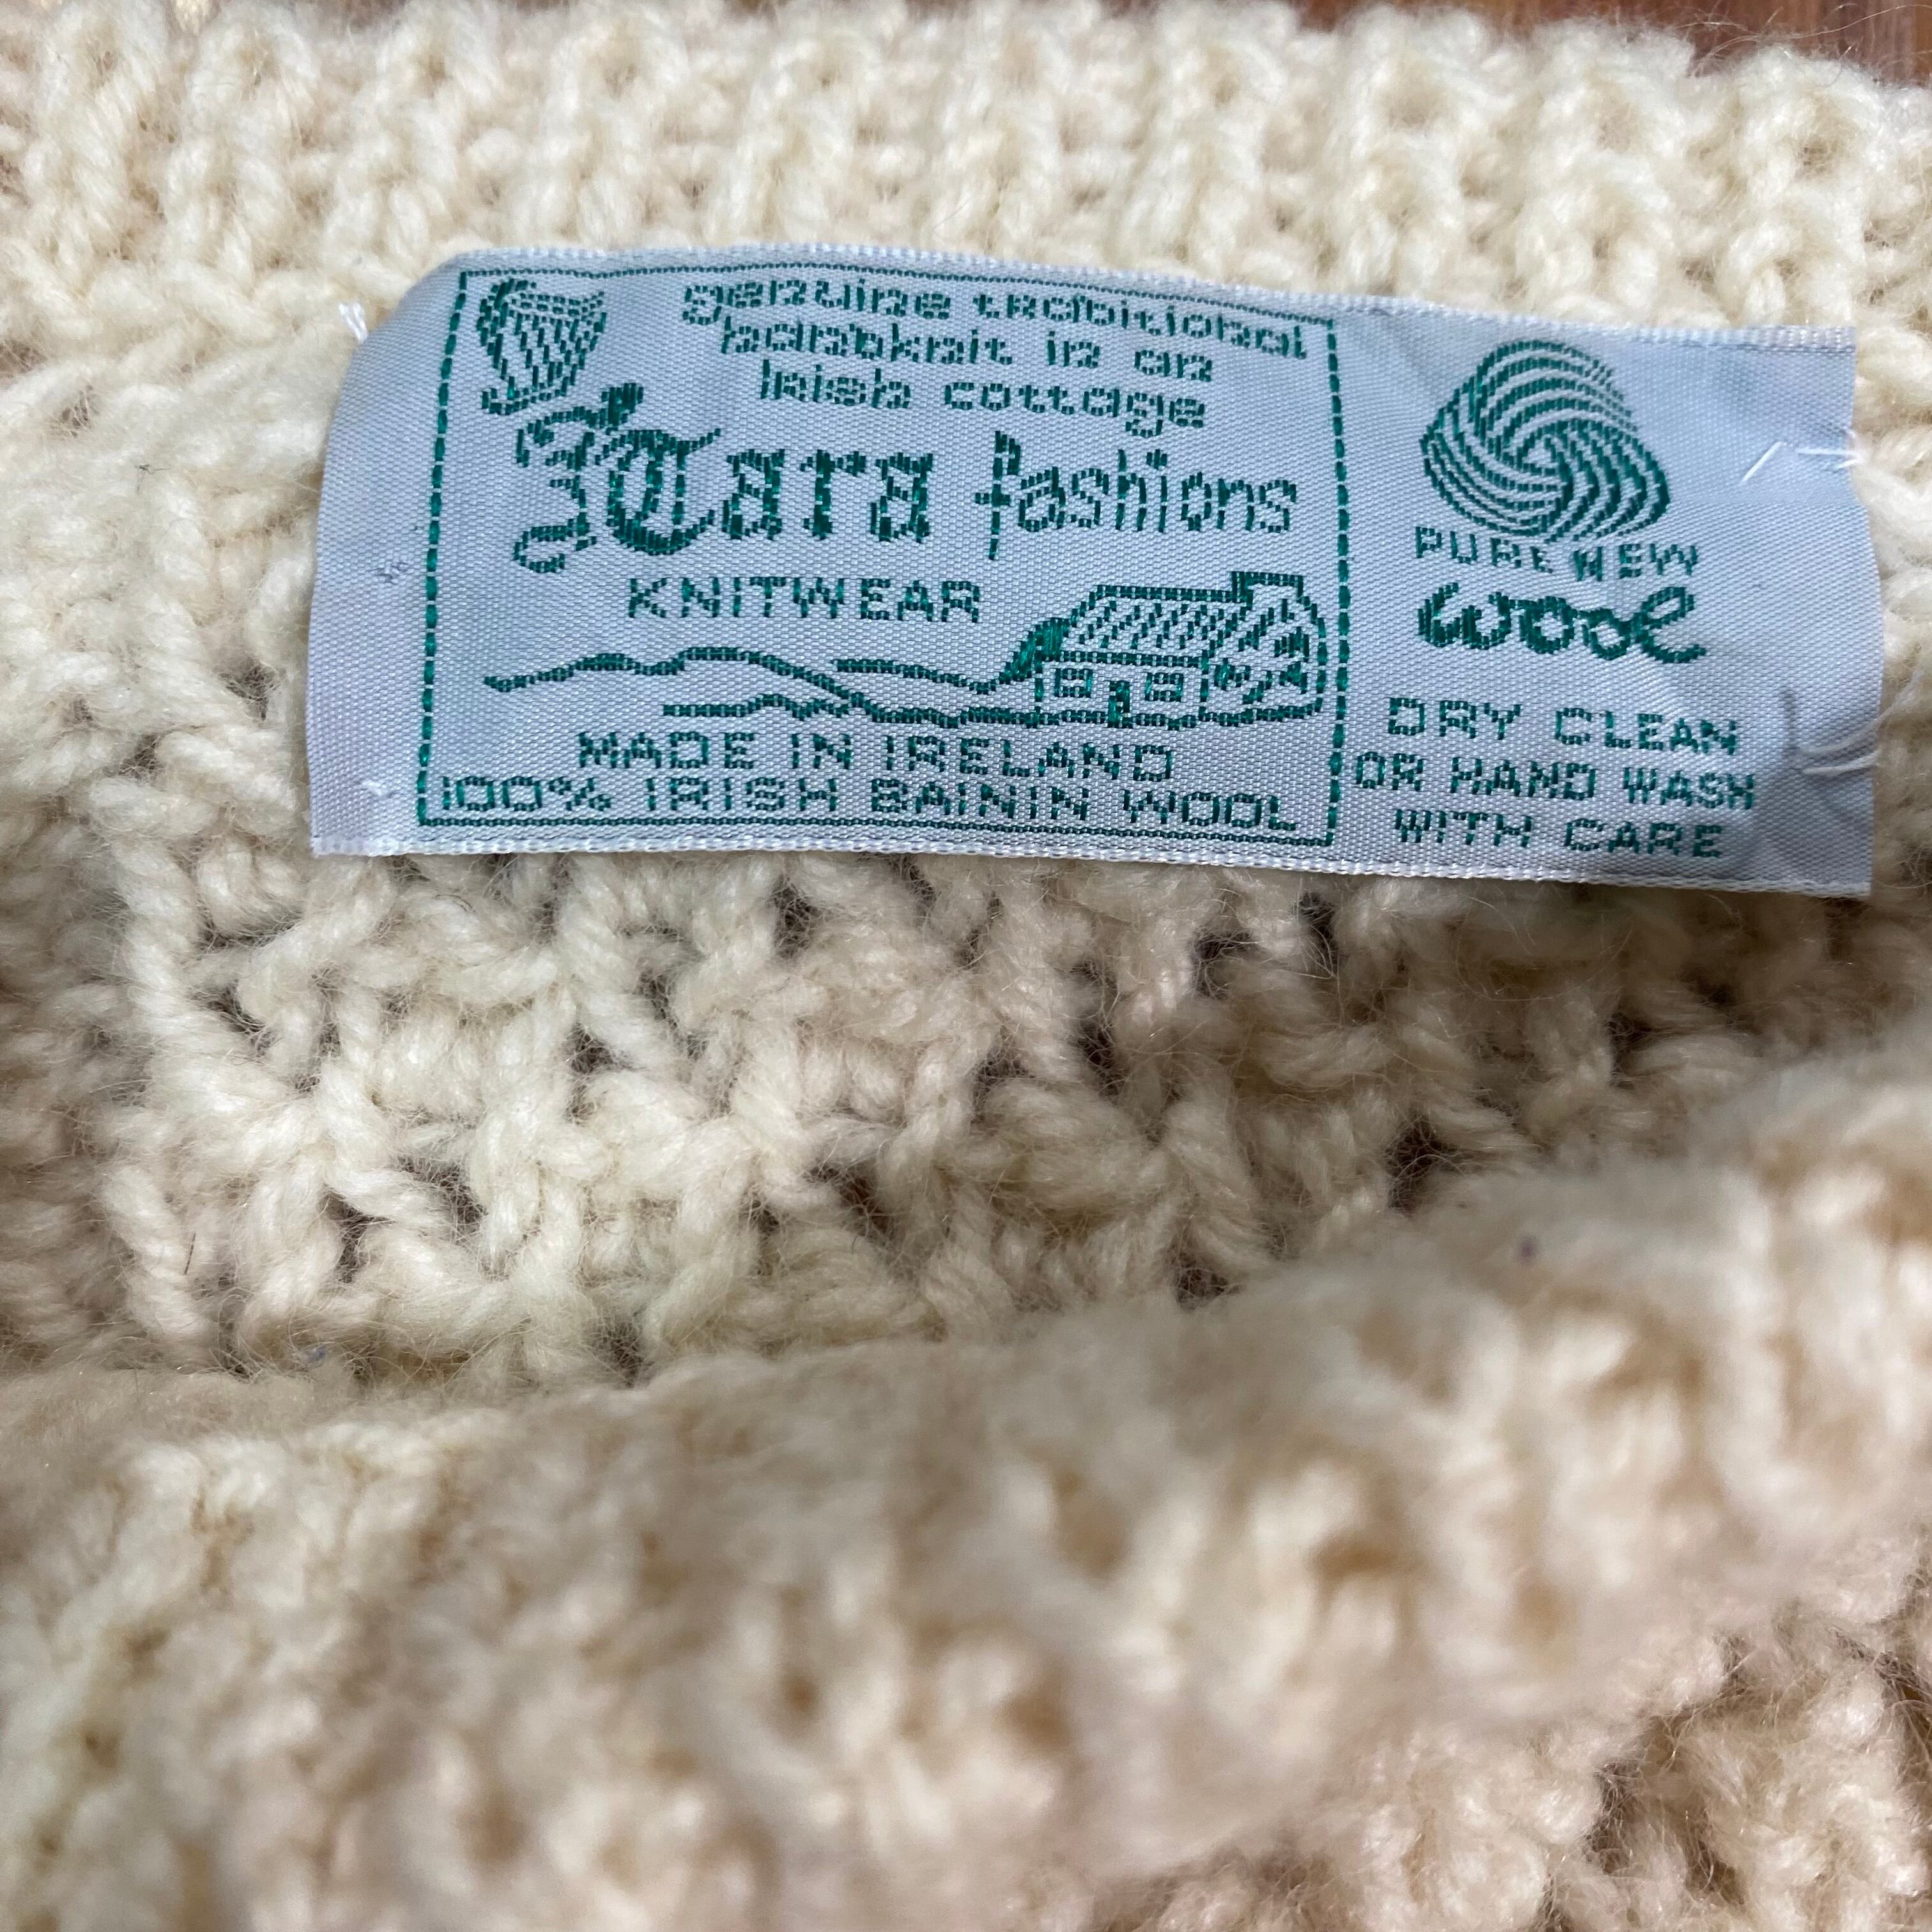 genuine traditional
handknit in an
Irish cottage
Tara fashions
KNITWEAR
MADE IN IRELAND
100% IRISH BAININ WOOL
PURE NEW
wool
DRY CLEAN
OR HAND WASH
WITH CARE